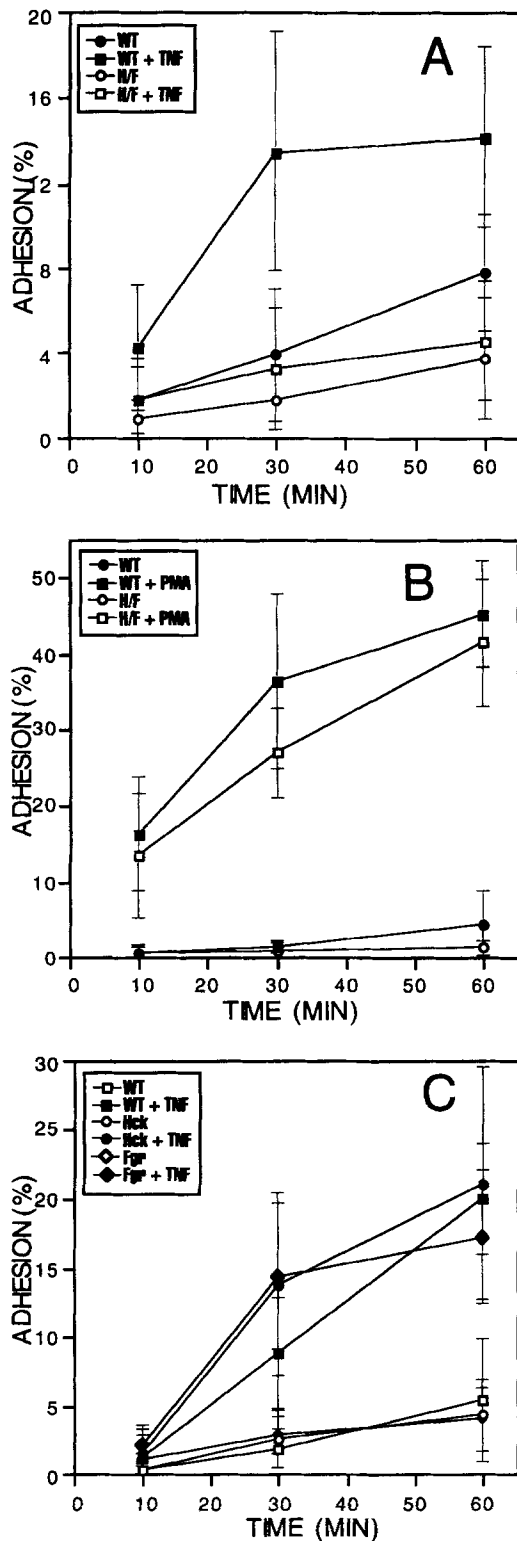 WT
WT + TNF
H/F
H/F + TNF
A
20
16
12
8
4
0
ADHESION (%)
0 10 20 30 40 50 60
TIME (MIN)
WT
WT + PMA
H/F
H/F + PMA
B
50
40
30
20
10
0
ADHESION (%)
0 10 20 30 40 50 60
TIME (MIN)
WT
WT + TNF
Hck
Hck + TNF
Fgr
Fgr + TNF
C
30
25
20
15
10
5
0
ADHESION (%)
0 10 20 30 40 50 60
TIME (MIN)